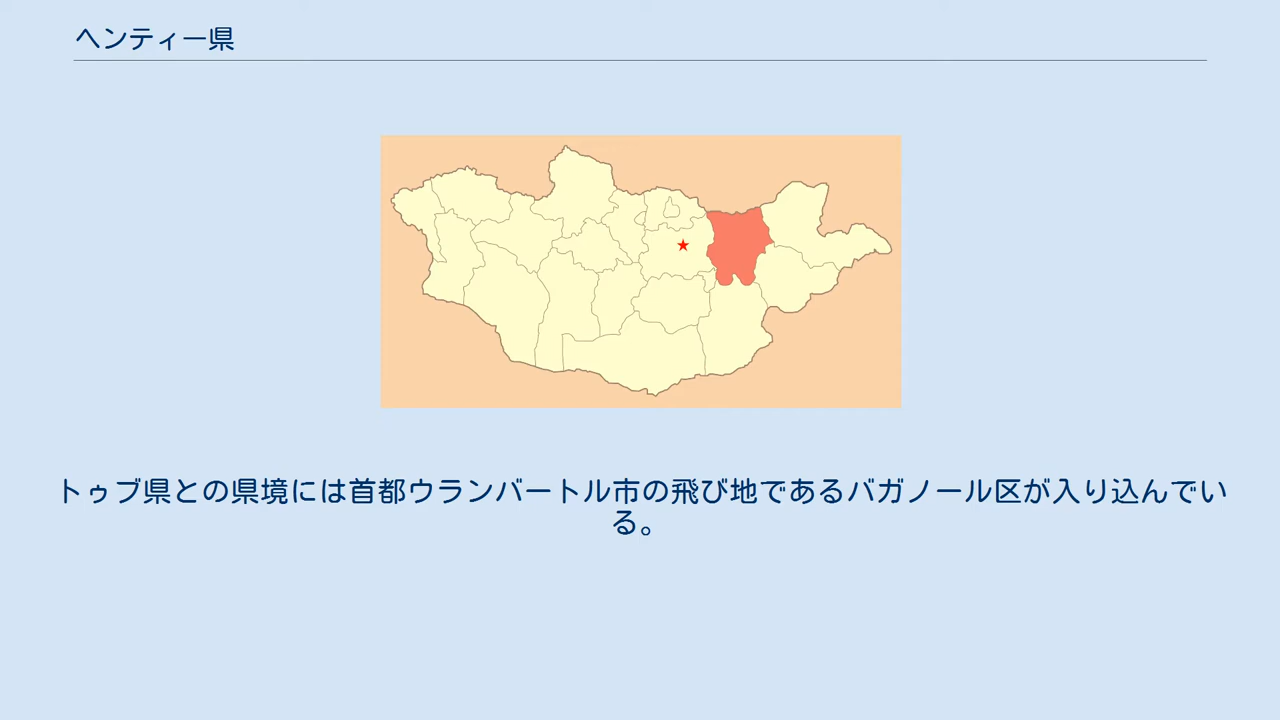 ヘンティー県
トゥブ県との県境には首都ウランバートル市の飛び地であるバガノール区が入り込んでい
る。